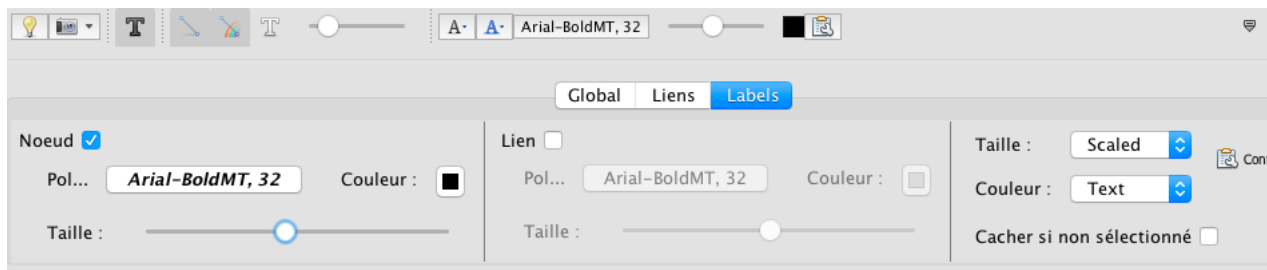 T T A- A- Arial-BoldMT, 32
Global Liens Labels
Noeud Lien Taille : Scaled
Pol... Arial-BoldMT, 32 Couleur : Pol... Arial-BoldMT, 32 Couleur : Couleur : Text
Taille : Taille : Cacher si non sélectionné